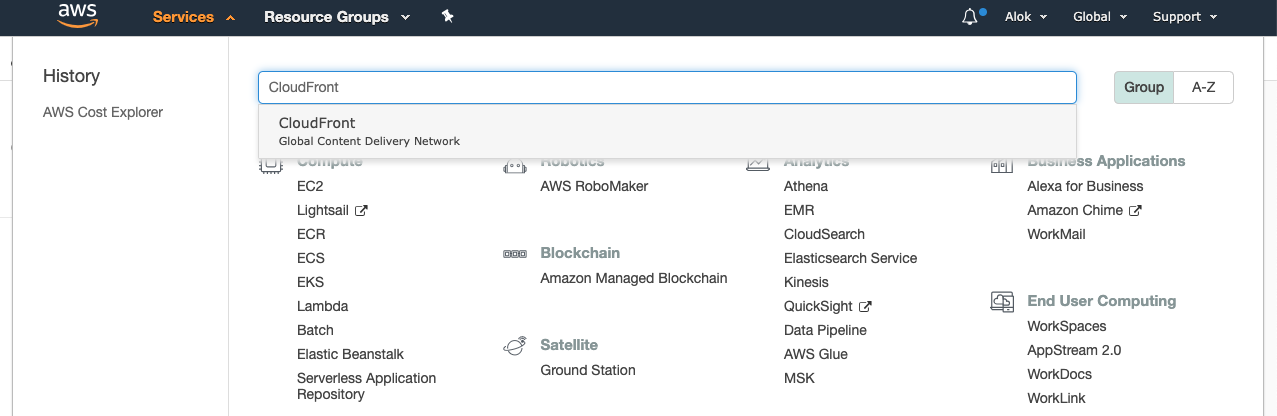 aws
Services
Resource Groups
Alok
Global
Support
History
AWS Cost Explorer
CloudFront
Group
A-Z
CloudFront
Global Content Delivery Network
Compute
EC2
Lightsail
ECR
ECS
EKS
Lambda
Batch
Elastic Beanstalk
Serverless Application
Repository
Robotics
AWS RoboMaker
Blockchain
Amazon Managed Blockchain
Satellite
Ground Station
Analytics
Athena
EMR
CloudSearch
Elasticsearch Service
Kinesis
QuickSight
Data Pipeline
AWS Glue
MSK
Business Applications
Alexa for Business
Amazon Chime
WorkMail
End User Computing
WorkSpaces
AppStream 2.0
WorkDocs
WorkLink